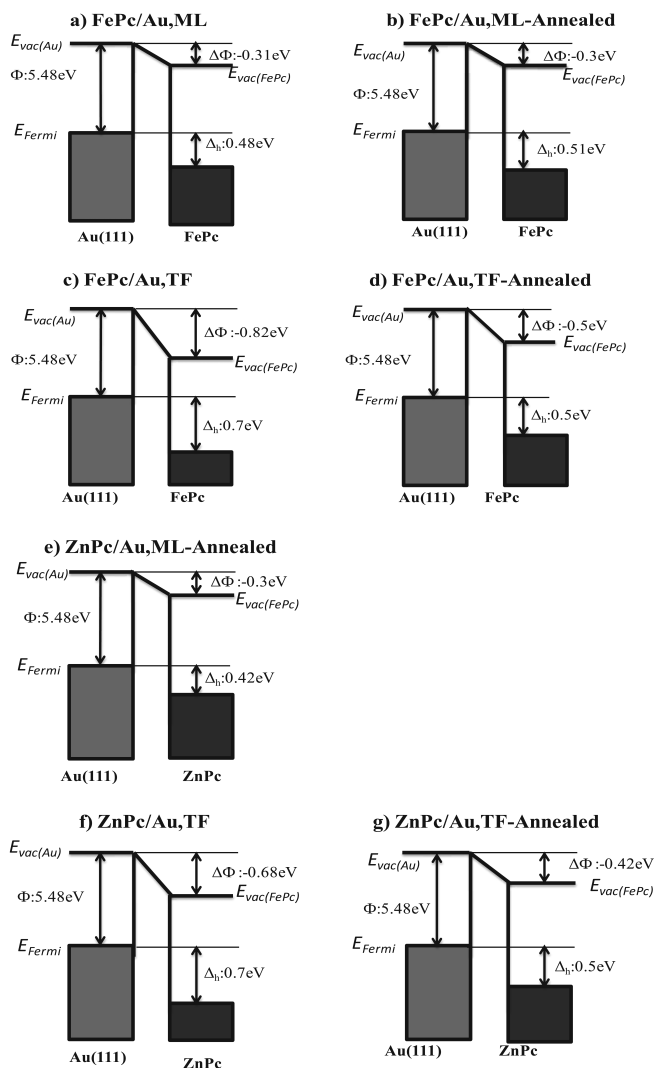 a) FePc/Au,ML
E_vac(Au)
ΔΦ:-0.31eV
E_vac(FePc)
Φ:5.48eV
E_Fermi
Δ_h:0.48eV
Au(111)
FePc
b) FePc/Au,ML-Annealed
E_vac(Au)
ΔΦ:-0.3eV
E_vac(FePc)
Φ:5.48eV
E_Fermi
Δ_h:0.51eV
Au(111)
FePc
c) FePc/Au,TF
E_vac(Au)
ΔΦ:-0.82eV
E_vac(FePc)
Φ:5.48eV
E_Fermi
Δ_h:0.7eV
Au(111)
FePc
d) FePc/Au,TF-Annealed
E_vac(Au)
ΔΦ:-0.5eV
E_vac(FePc)
Φ:5.48eV
E_Fermi
Δ_h:0.5eV
Au(111)
FePc
e) ZnPc/Au,ML-Annealed
E_vac(Au)
ΔΦ:-0.3eV
E_vac(FePc)
Φ:5.48eV
E_Fermi
Δ_h:0.42eV
Au(111)
ZnPc
f) ZnPc/Au,TF
E_vac(Au)
ΔΦ:-0.68eV
E_vac(FePc)
Φ:5.48eV
E_Fermi
Δ_h:0.7eV
Au(111)
ZnPc
g) ZnPc/Au,TF-Annealed
E_vac(Au)
ΔΦ:-0.42eV
E_vac(FePc)
Φ:5.48eV
E_Fermi
Δ_h:0.5eV
Au(111)
ZnPc